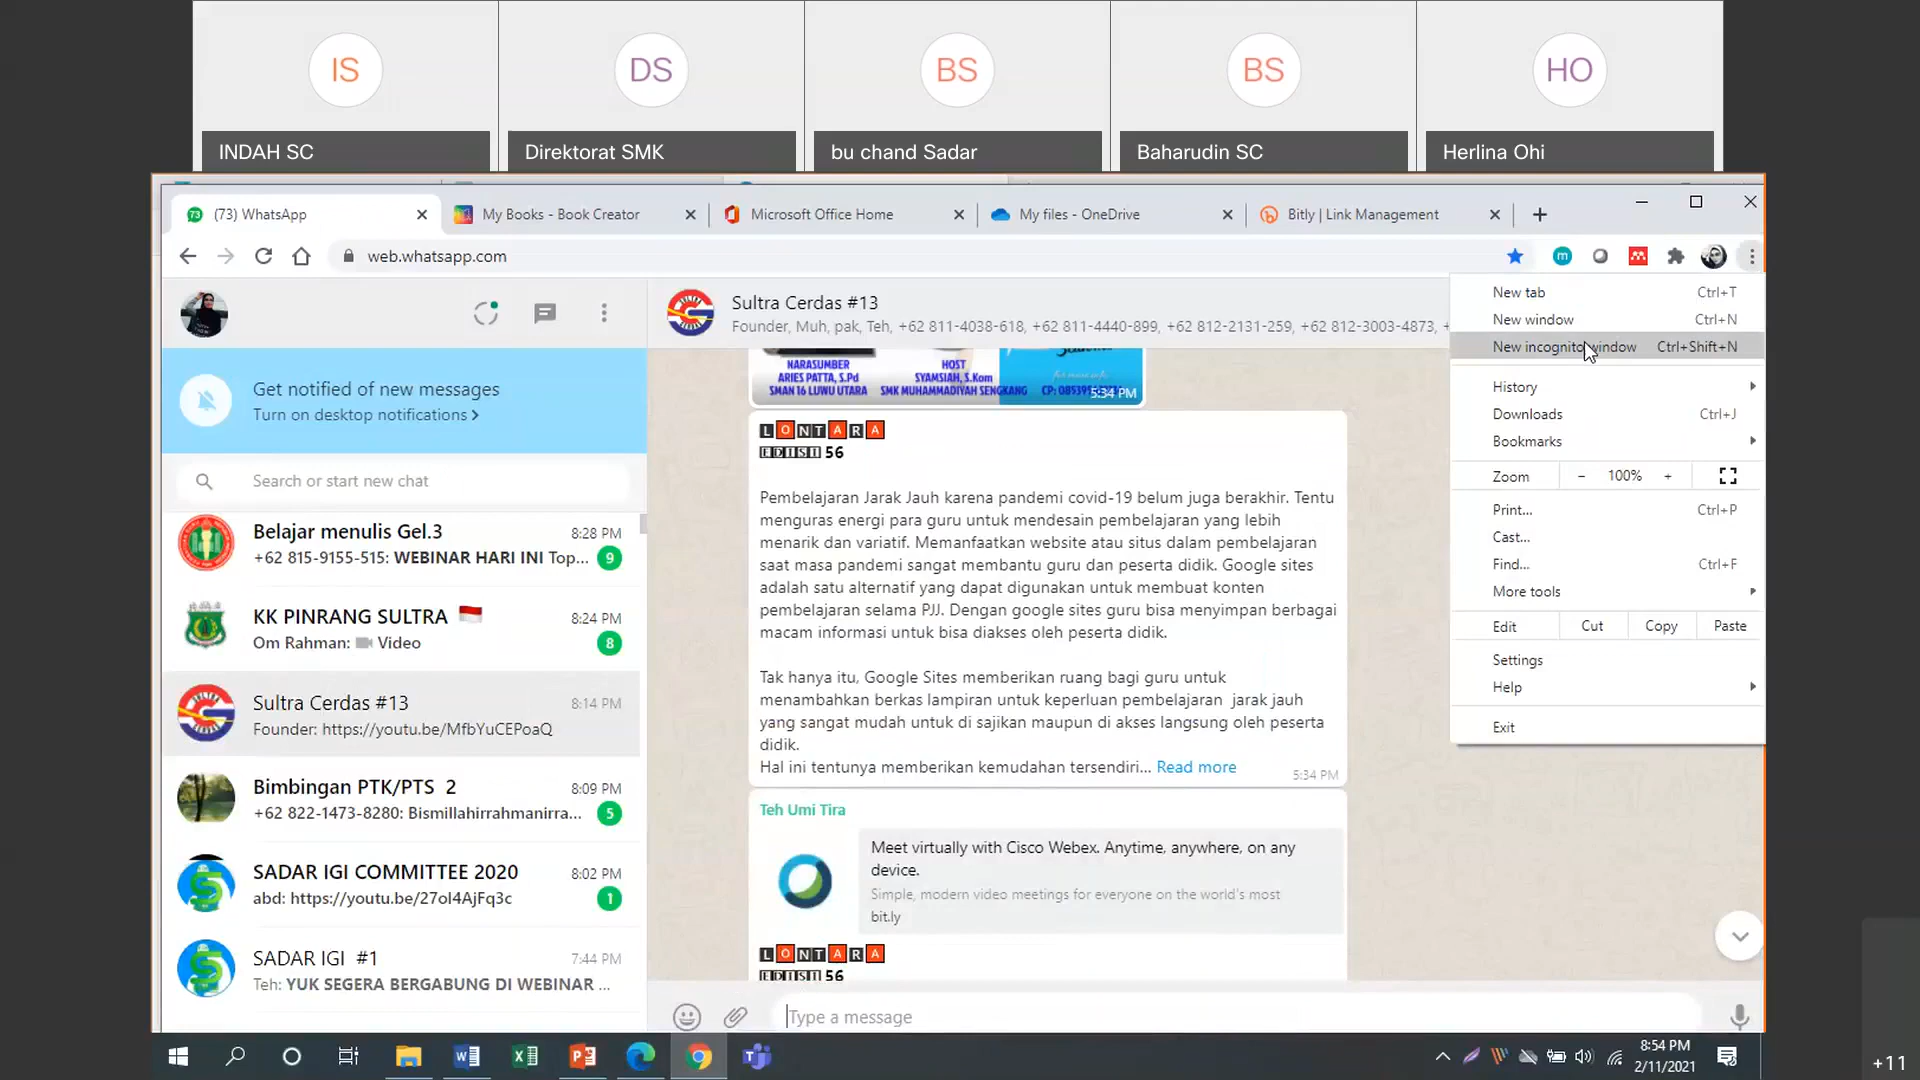 IS
DS
BS
BS
HO
INDAH SC
Direktorat SMK
bu chand Sadar
Baharudin SC
Herlina Ohi
(73) WhatsApp
My Books - Book Creator
Microsoft Office Home
My files - OneDrive
Bitly | Link Management
web.whatsapp.com
Sultra Cerdas #13
Founder, Muh, pak, Teh, +62 811-4038-618, +62 811-4440-899, +62 812-2131-259, +62 812-3003-4873, +
Get notified of new messages
Turn on desktop notifications >
Search or start new chat
Belajar menulis Gel.3
8:28 PM
+62 815-9155-515: WEBINAR HARI INI Top...
9
KK PINRANG SULTRA
8:24 PM
Om Rahman: Video
8
Sultra Cerdas #13
8:14 PM
Founder: https://youtu.be/MfbYuCEPoaQ
Bimbingan PTK/PTS 2
8:09 PM
+62 822-1473-8280: Bismillahirrahmanirra...
5
SADAR IGI COMMITTEE 2020
8:02 PM
abd: https://youtu.be/27ol4AjFq3c
1
SADAR IGI #1
7:44 PM
Teh: YUK SEGERA BERGABUNG DI WEBINAR ...
NARASUMBER
ARIES PATTA, S.Pd
SMAN 16 LUWU UTARA
HOST
SYAMSIAH, S.Kom
SMK MUHAMMADIYAH SENGKANG
5:34 PM
LONTARA
EDISI 56
Pembelajaran Jarak Jauh karena pandemi covid-19 belum juga berakhir. Tentu
menguras energi para guru untuk mendesain pembelajaran yang lebih
menarik dan variatif. Memanfaatkan website atau situs dalam pembelajaran
saat masa pandemi sangat membantu guru dan peserta didik. Google sites
adalah satu alternatif yang dapat digunakan untuk membuat konten
pembelajaran selama PJJ. Dengan google sites guru bisa menyimpan berbagai
macam informasi untuk bisa diakses oleh peserta didik.
Tak hanya itu, Google Sites memberikan ruang bagi guru untuk
menambahkan berkas lampiran untuk keperluan pembelajaran jarak jauh
yang sangat mudah untuk di sajikan maupun di akses langsung oleh peserta
didik.
Hal ini tentunya memberikan kemudahan tersendiri... Read more
5:34 PM
Teh Umi Tira
Meet virtually with Cisco Webex. Anytime, anywhere, on any
device.
Simple, modern video meetings for everyone on the world's most
bit.ly
LONTARA
EDISI 56
Type a message
New tab Ctrl+T
New window Ctrl+N
New incognito window Ctrl+Shift+N
History
Downloads Ctrl+J
Bookmarks
Zoom - 100% +
Print... Ctrl+P
Cast...
Find... Ctrl+F
More tools
Edit Cut Copy Paste
Settings
Help
Exit
8:54 PM
2/11/2021
+11